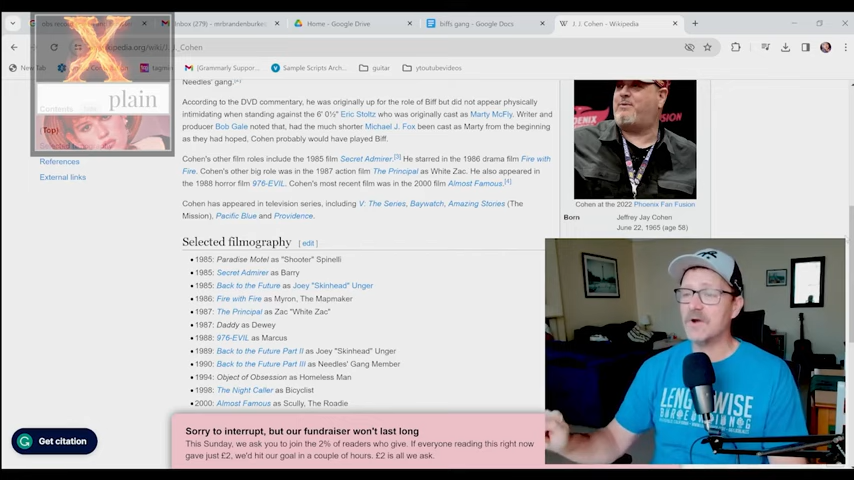 Inbox (279) - mrbrandenburke
Home - Google Drive
biffs gang - Google Docs
J. J. Cohen - Wikipedia
wikipedia.org/wiki/J._J._Cohen
New Tab
[Grammarly Suppor...
Sample Scripts Arch...
guitar
ytoutubevideos
X
plain
Contents
(Top)
References
External links
Needles' gang.
According to the DVD commentary, he was originally up for the role of Biff but did not appear physically
intimidating when standing against the 6' 0½" Eric Stoltz who was originally cast as Marty McFly. Writer and
producer Bob Gale noted that, had the much shorter Michael J. Fox been cast as Marty from the beginning
as they had hoped, Cohen probably would have played Biff.
Cohen's other film roles include the 1985 film Secret Admirer.[3] He starred in the 1986 drama film Fire with
Fire. Cohen's other big role was in the 1987 action film The Principal as White Zac. He also appeared in
the 1988 horror film 976-EVIL. Cohen's most recent film was in the 2000 film Almost Famous.[4]
Cohen has appeared in television series, including V: The Series, Baywatch, Amazing Stories (The
Mission), Pacific Blue and Providence.
Selected filmography [ edit ]
• 1985: Paradise Motel as "Shooter" Spinelli
• 1985: Secret Admirer as Barry
• 1985: Back to the Future as Joey "Skinhead" Unger
• 1986: Fire with Fire as Myron, The Mapmaker
• 1987: The Principal as Zac "White Zac"
• 1987: Daddy as Dewey
• 1988: 976-EVIL as Marcus
• 1989: Back to the Future Part II as Joey "Skinhead" Unger
• 1990: Back to the Future Part III as Needles' Gang Member
• 1994: Object of Obsession as Homeless Man
• 1998: The Night Caller as Bicyclist
• 2000: Almost Famous as Scully, The Roadie
Cohen at the 2022 Phoenix Fan Fusion
Born
Jeffrey Jay Cohen
June 22, 1965 (age 58)
Get citation
Sorry to interrupt, but our fundraiser won't last long
This Sunday, we ask you to join the 2% of readers who give. If everyone reading this right now
gave just £2, we'd hit our goal in a couple of hours. £2 is all we ask.